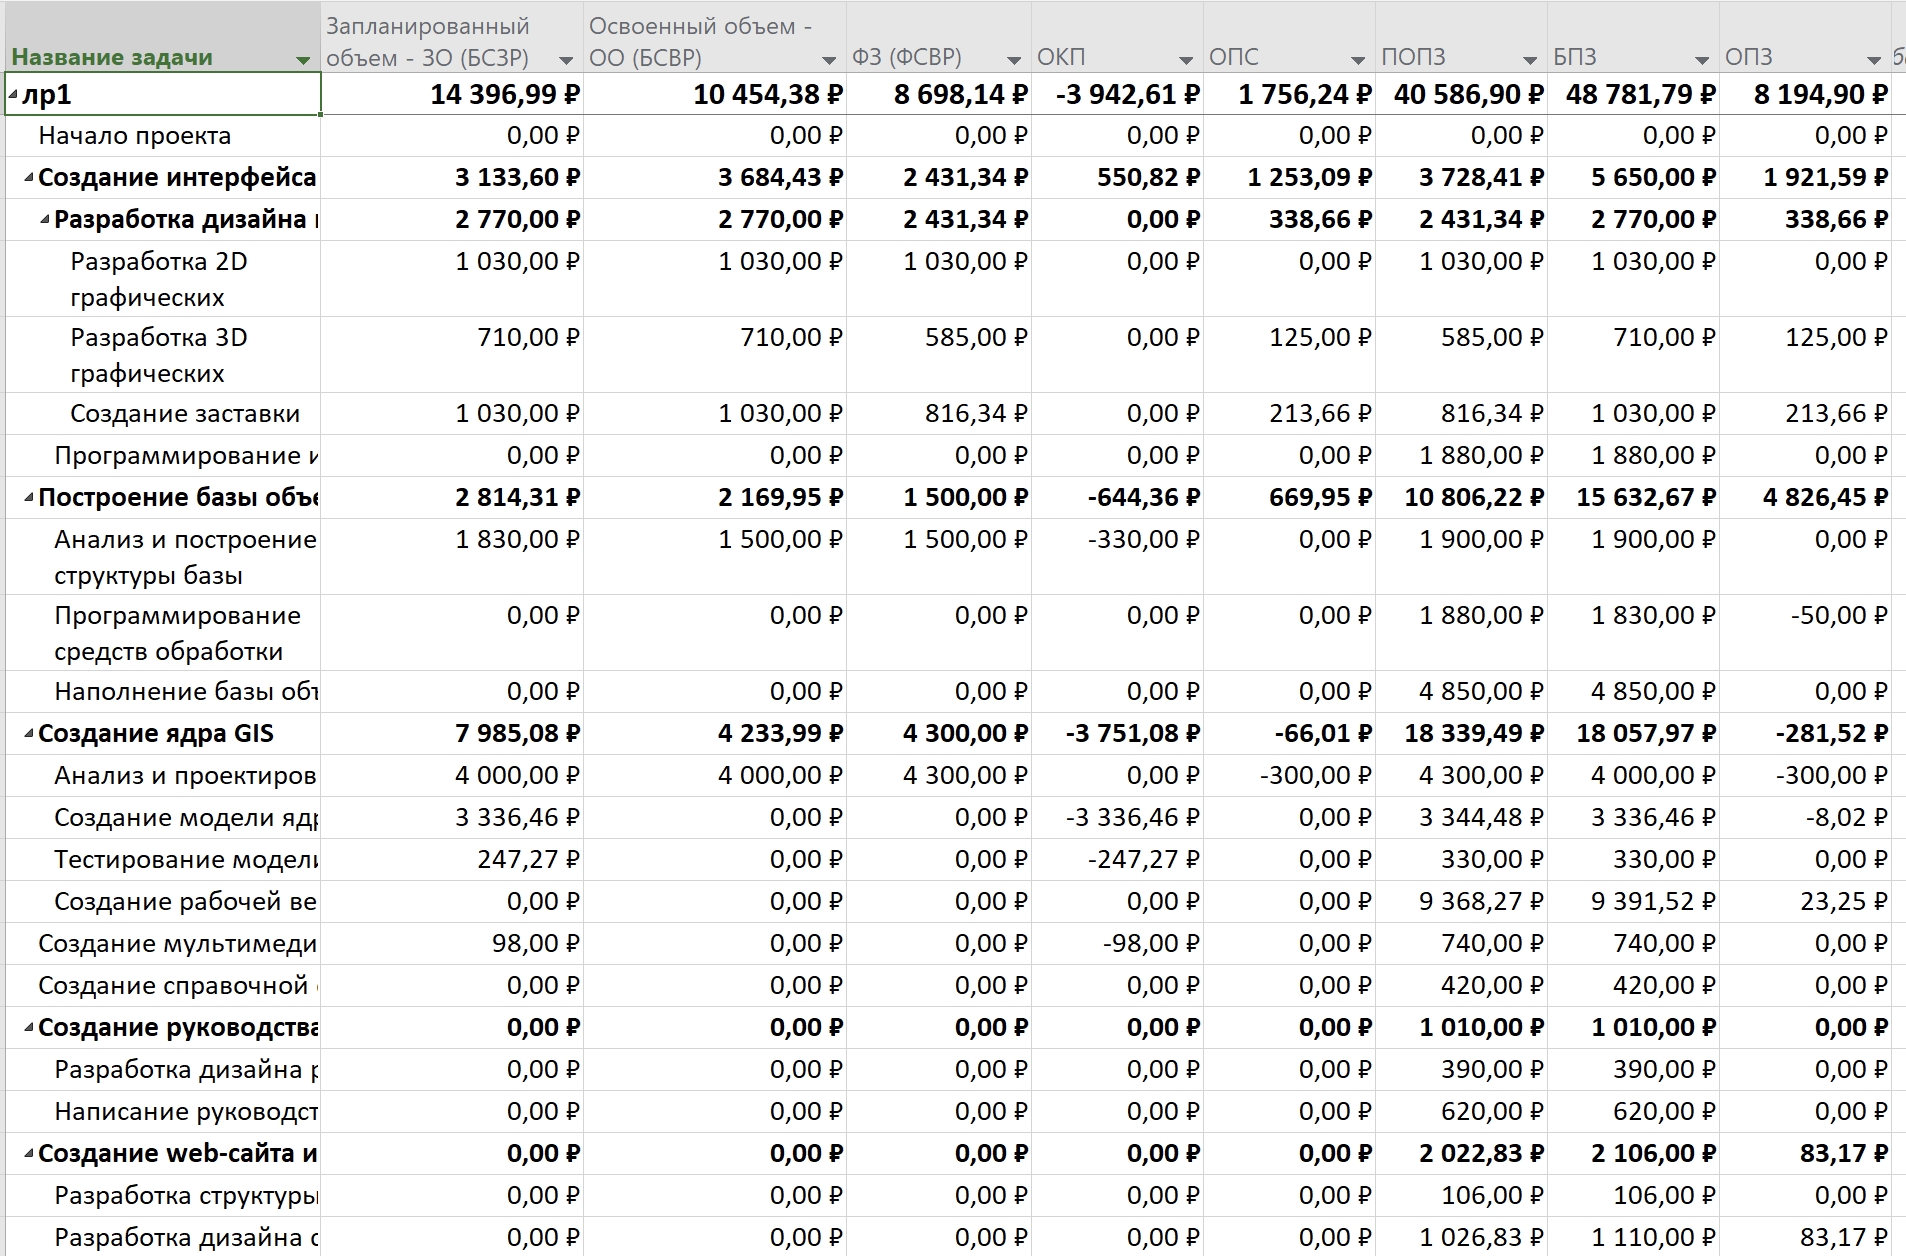 Название задачи Запланированный объем - ЗО (БСЗР) Освоенный объем - ОО (БСВР) ФЗ (ФСВР) ОКП ОПС ПОПЗ БПЗ ОПЗ
лр1 14 396,99 ₽ 10 454,38 ₽ 8 698,14 ₽ -3 942,61 ₽ 1 756,24 ₽ 40 586,90 ₽ 48 781,79 ₽ 8 194,90 ₽
Начало проекта 0,00 ₽ 0,00 ₽ 0,00 ₽ 0,00 ₽ 0,00 ₽ 0,00 ₽ 0,00 ₽ 0,00 ₽
Создание интерфейса 3 133,60 ₽ 3 684,43 ₽ 2 431,34 ₽ 550,82 ₽ 1 253,09 ₽ 3 728,41 ₽ 5 650,00 ₽ 1 921,59 ₽
Разработка дизайна 2 770,00 ₽ 2 770,00 ₽ 2 431,34 ₽ 0,00 ₽ 338,66 ₽ 2 431,34 ₽ 2 770,00 ₽ 338,66 ₽
Разработка 2D графических 1 030,00 ₽ 1 030,00 ₽ 1 030,00 ₽ 0,00 ₽ 0,00 ₽ 1 030,00 ₽ 1 030,00 ₽ 0,00 ₽
Разработка 3D графических 710,00 ₽ 710,00 ₽ 585,00 ₽ 0,00 ₽ 125,00 ₽ 585,00 ₽ 710,00 ₽ 125,00 ₽
Создание заставки 1 030,00 ₽ 1 030,00 ₽ 816,34 ₽ 0,00 ₽ 213,66 ₽ 816,34 ₽ 1 030,00 ₽ 213,66 ₽
Программирование и 0,00 ₽ 0,00 ₽ 0,00 ₽ 0,00 ₽ 0,00 ₽ 1 880,00 ₽ 1 880,00 ₽ 0,00 ₽
Построение базы объе 2 814,31 ₽ 2 169,95 ₽ 1 500,00 ₽ -644,36 ₽ 669,95 ₽ 10 806,22 ₽ 15 632,67 ₽ 4 826,45 ₽
Анализ и построение структуры базы 1 830,00 ₽ 1 500,00 ₽ 1 500,00 ₽ -330,00 ₽ 0,00 ₽ 1 900,00 ₽ 1 900,00 ₽ 0,00 ₽
Программирование средств обработки 0,00 ₽ 0,00 ₽ 0,00 ₽ 0,00 ₽ 0,00 ₽ 1 880,00 ₽ 1 830,00 ₽ -50,00 ₽
Наполнение базы объ 0,00 ₽ 0,00 ₽ 0,00 ₽ 0,00 ₽ 0,00 ₽ 4 850,00 ₽ 4 850,00 ₽ 0,00 ₽
Создание ядра GIS 7 985,08 ₽ 4 233,99 ₽ 4 300,00 ₽ -3 751,08 ₽ -66,01 ₽ 18 339,49 ₽ 18 057,97 ₽ -281,52 ₽
Анализ и проектиров 4 000,00 ₽ 4 000,00 ₽ 4 300,00 ₽ 0,00 ₽ -300,00 ₽ 4 300,00 ₽ 4 000,00 ₽ -300,00 ₽
Создание модели ядр 3 336,46 ₽ 0,00 ₽ 0,00 ₽ -3 336,46 ₽ 0,00 ₽ 3 344,48 ₽ 3 336,46 ₽ -8,02 ₽
Тестирование модели 247,27 ₽ 0,00 ₽ 0,00 ₽ -247,27 ₽ 0,00 ₽ 330,00 ₽ 330,00 ₽ 0,00 ₽
Создание рабочей ве 0,00 ₽ 0,00 ₽ 0,00 ₽ 0,00 ₽ 0,00 ₽ 9 368,27 ₽ 9 391,52 ₽ 23,25 ₽
Создание мультимеди 98,00 ₽ 0,00 ₽ 0,00 ₽ -98,00 ₽ 0,00 ₽ 740,00 ₽ 740,00 ₽ 0,00 ₽
Создание справочной 0,00 ₽ 0,00 ₽ 0,00 ₽ 0,00 ₽ 0,00 ₽ 420,00 ₽ 420,00 ₽ 0,00 ₽
Создание руководства 0,00 ₽ 0,00 ₽ 0,00 ₽ 0,00 ₽ 0,00 ₽ 1 010,00 ₽ 1 010,00 ₽ 0,00 ₽
Разработка дизайна р 0,00 ₽ 0,00 ₽ 0,00 ₽ 0,00 ₽ 0,00 ₽ 390,00 ₽ 390,00 ₽ 0,00 ₽
Написание руководст 0,00 ₽ 0,00 ₽ 0,00 ₽ 0,00 ₽ 0,00 ₽ 620,00 ₽ 620,00 ₽ 0,00 ₽
Создание web-сайта и 0,00 ₽ 0,00 ₽ 0,00 ₽ 0,00 ₽ 0,00 ₽ 2 022,83 ₽ 2 106,00 ₽ 83,17 ₽
Разработка структуры 0,00 ₽ 0,00 ₽ 0,00 ₽ 0,00 ₽ 0,00 ₽ 106,00 ₽ 106,00 ₽ 0,00 ₽
Разработка дизайна с 0,00 ₽ 0,00 ₽ 0,00 ₽ 0,00 ₽ 0,00 ₽ 1 026,83 ₽ 1 110,00 ₽ 83,17 ₽